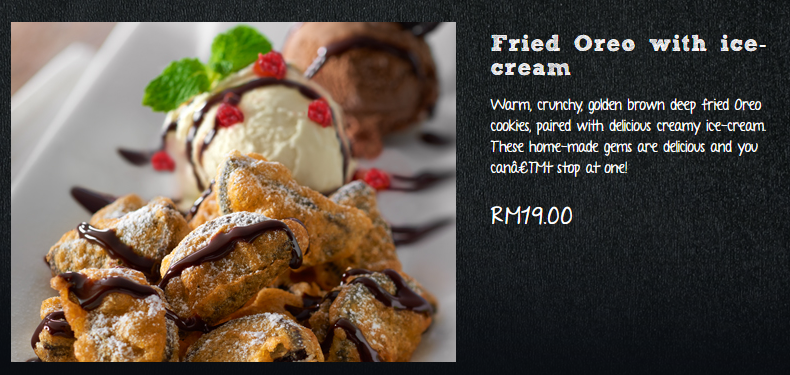 Fried Oreo with ice-
cream
Warm, crunchy, golden brown deep fried Oreo
cookies, paired with delicious creamy ice-cream.
These home-made gems are delicious and you
canâ€TMt stop at one!
RM19.00